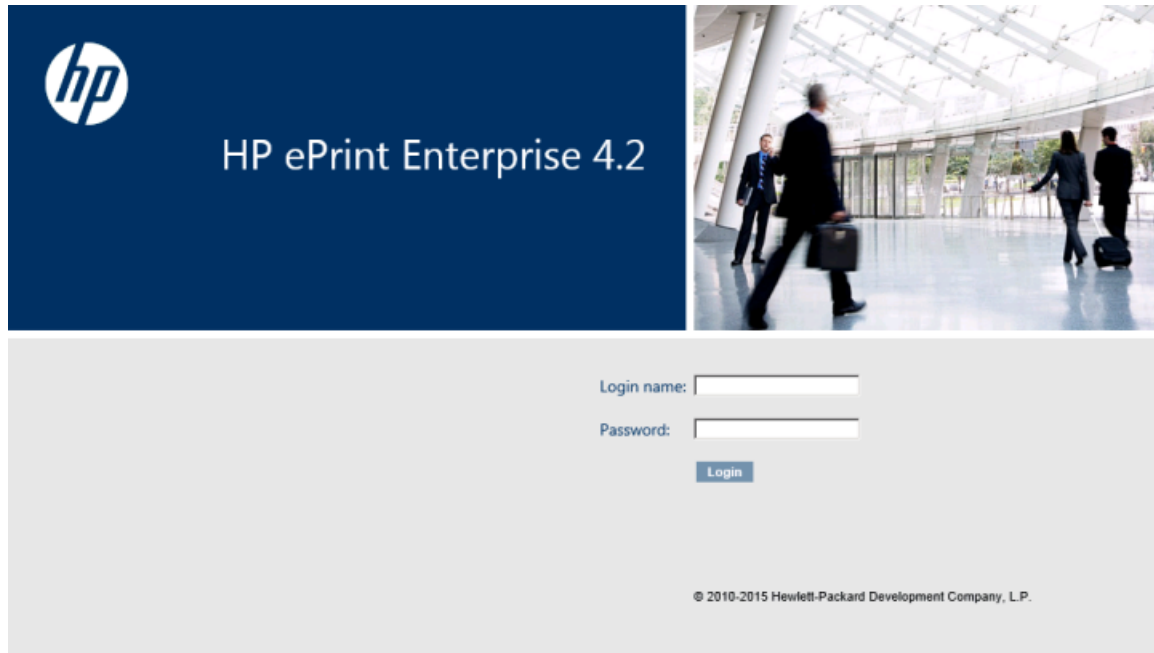 hp
HP ePrint Enterprise 4.2
Login name:
Password:
Login
© 2010-2015 Hewlett-Packard Development Company, L.P.